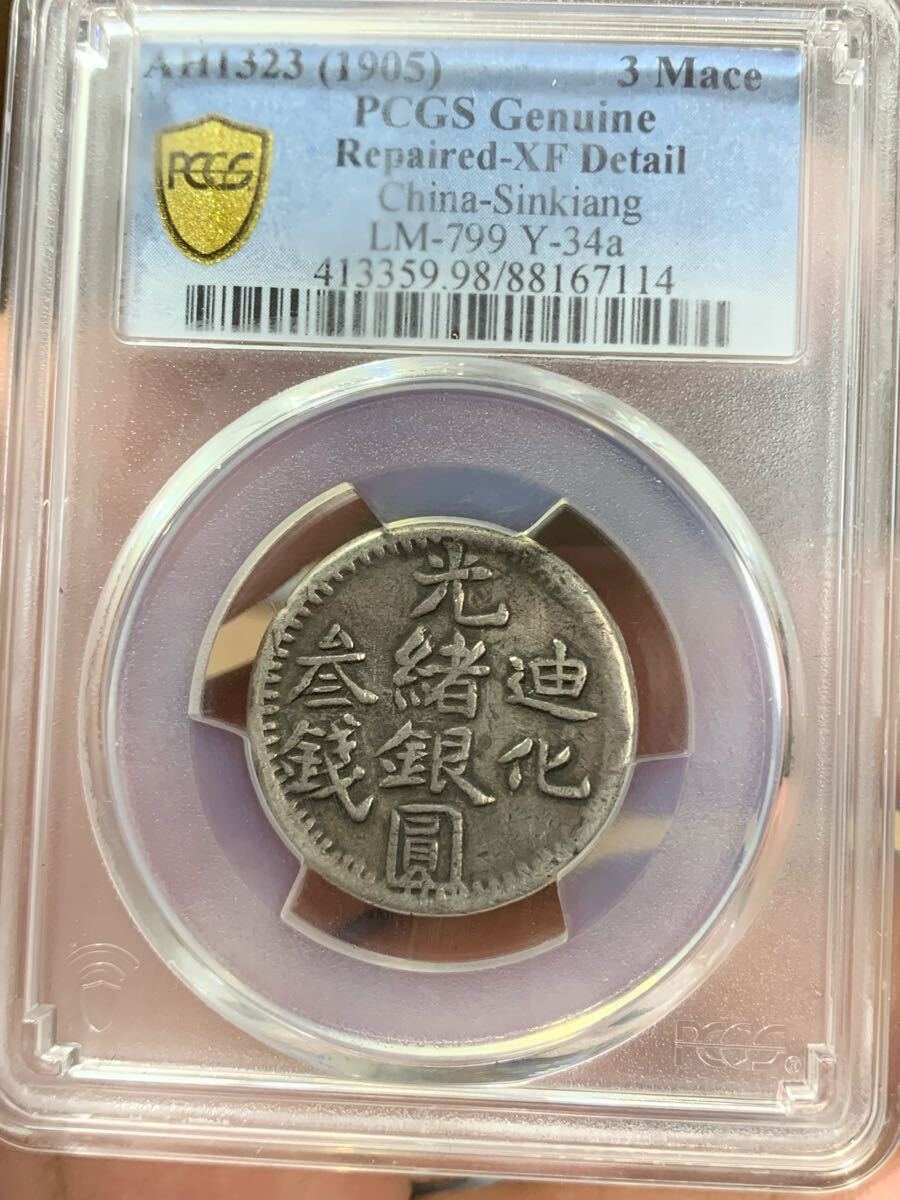 AH1323 (1905) 3 Mace
PCGS Genuine
Repaired-XF Detail
China-Sinkiang
LM-799 Y-34a
413359.98/88167114
PCGS
迪化
光緒銀圓
叁錢
PCGS